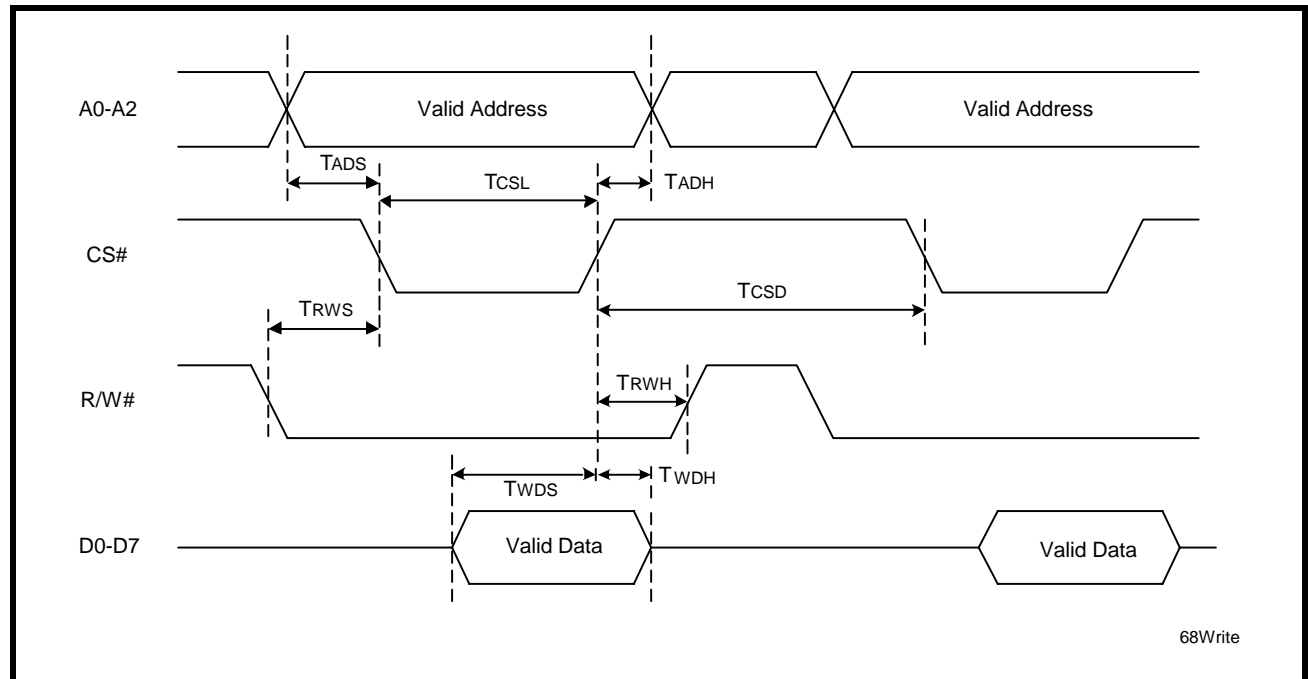 A0-A2
Valid Address
Valid Address
TADS
TCSL
TADH
CS#
TCSD
TRWS
R/W#
TRWH
TWDS
TWDH
D0-D7
Valid Data
Valid Data
68Write